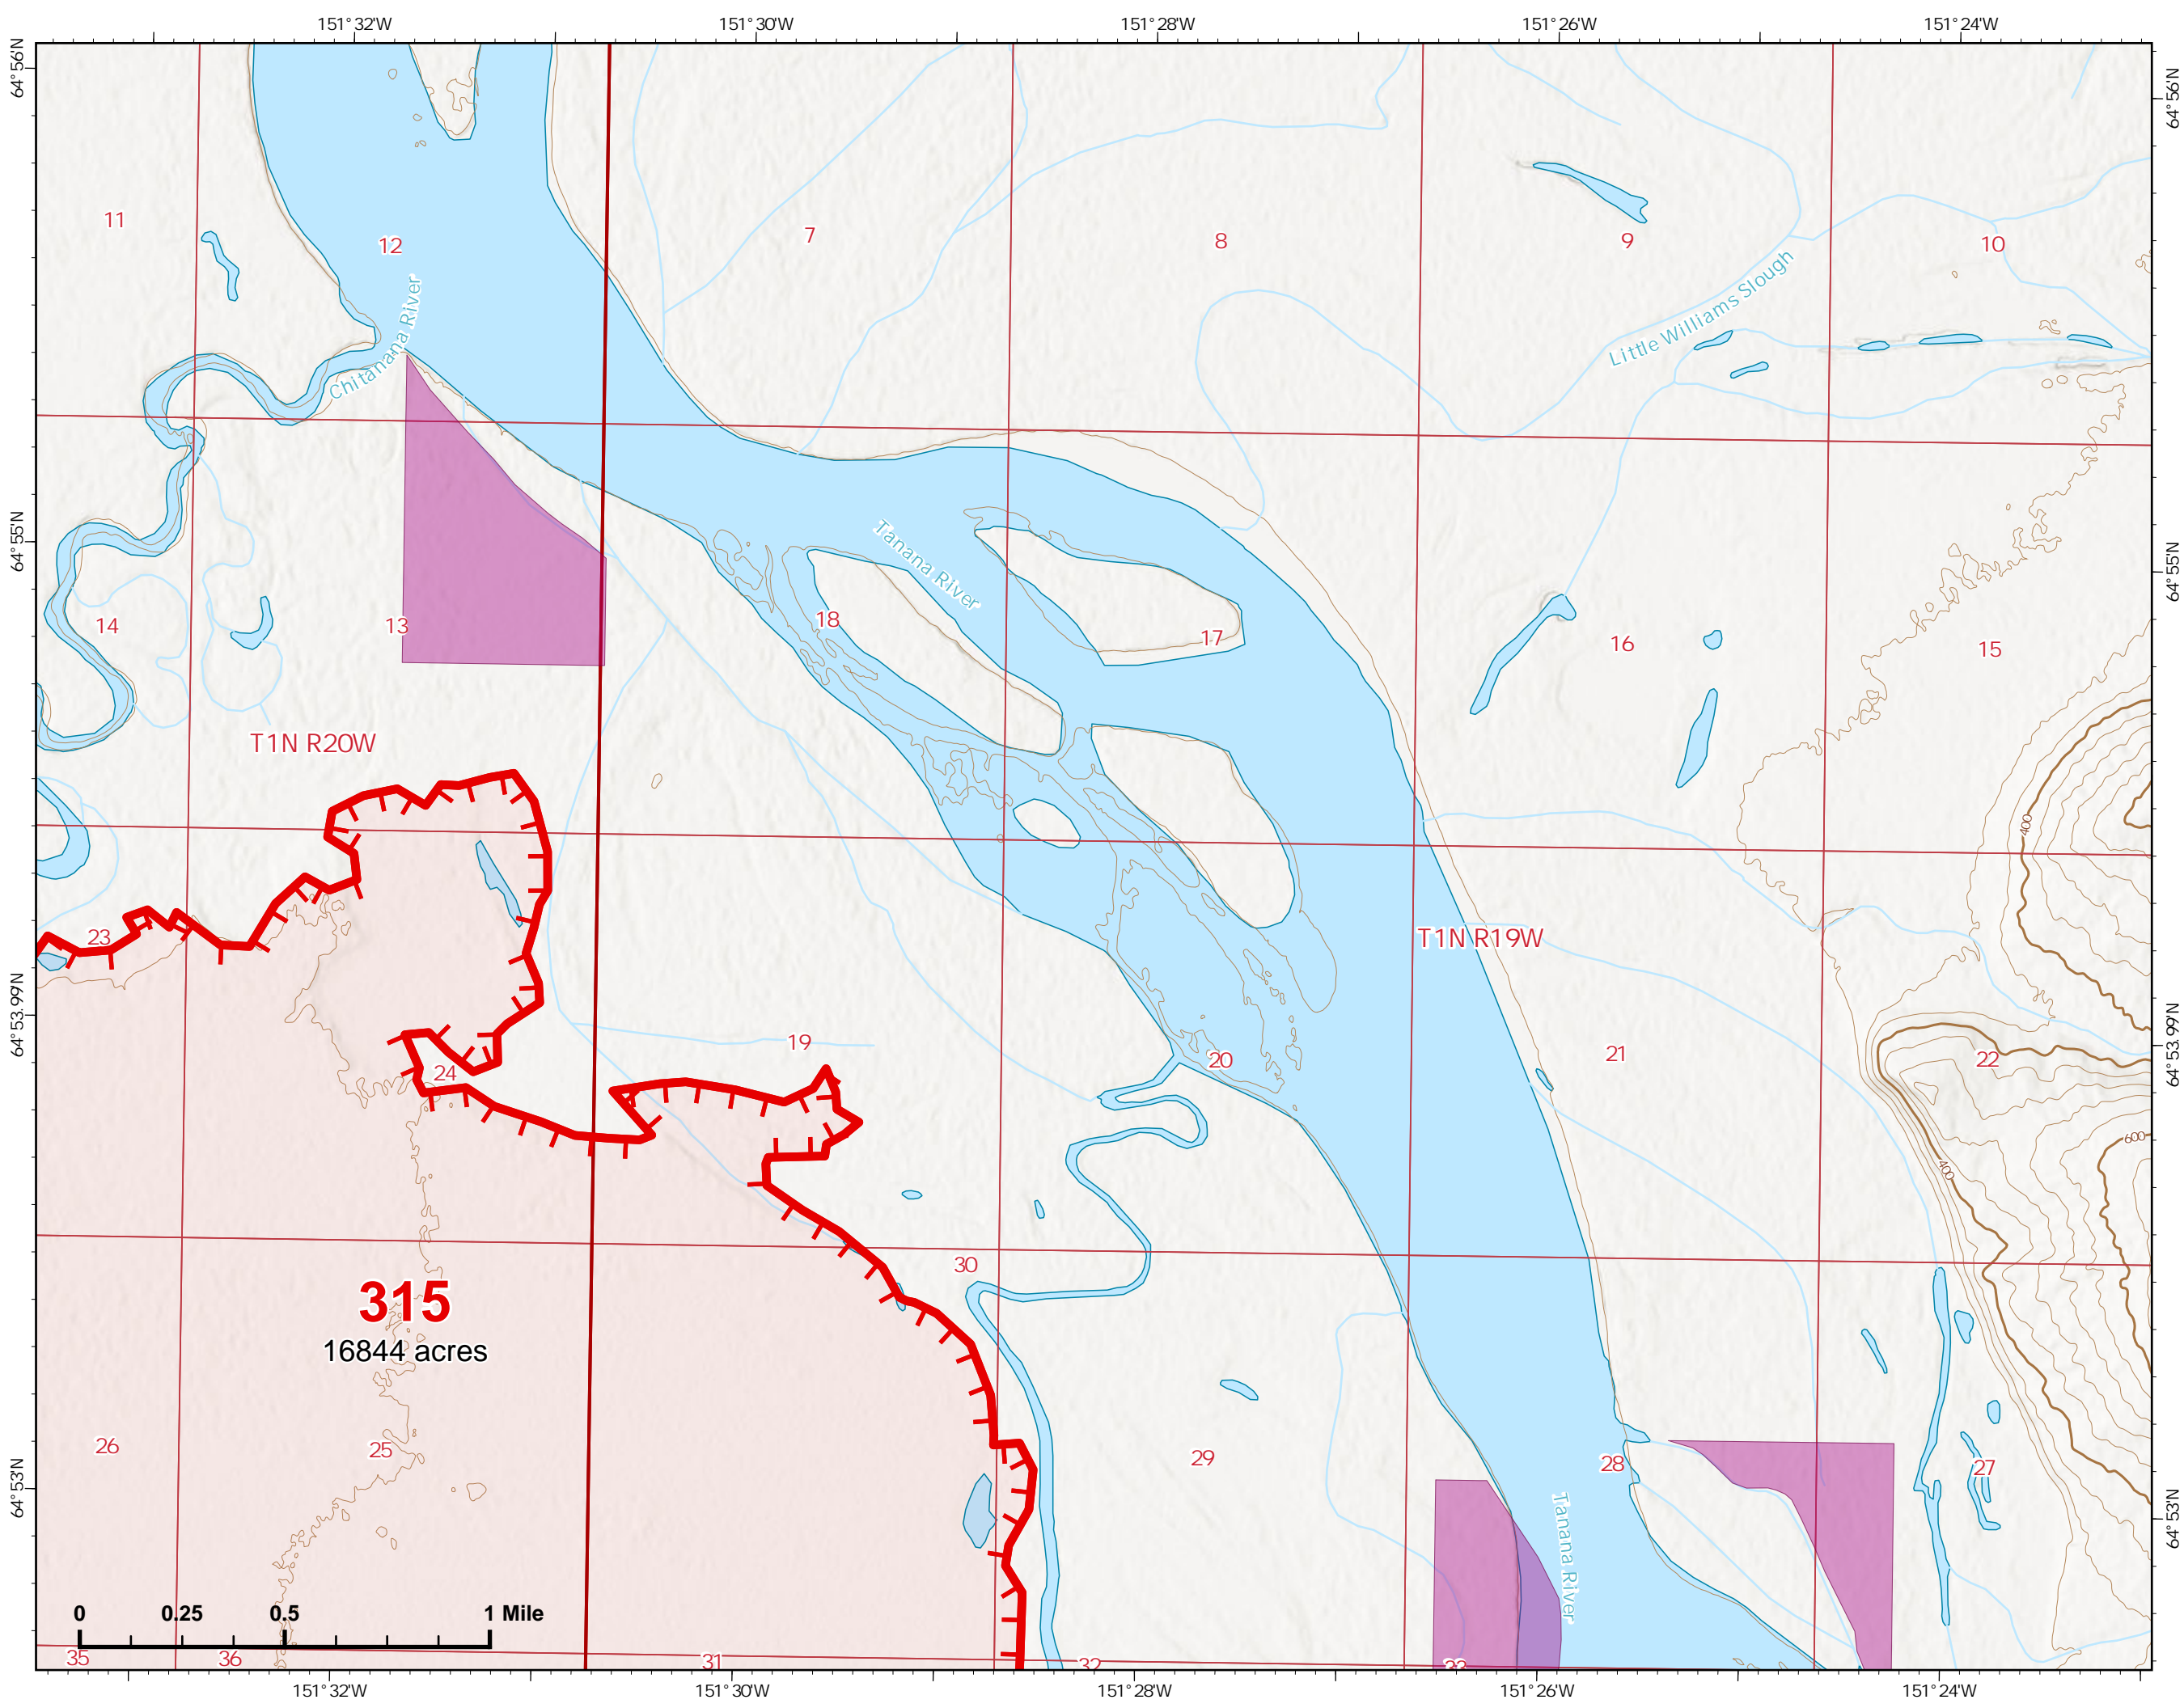 151°32'W 151°30'W 151°28'W 151°26'W 151°24'W
64°56'N 64°56'N
11 12 7 8 9 10
Chitanana River
Little Williams Slough
64°55'N 64°55'N
Tanana River
14 13 18 17 16 15
T1N R20W
400
23 T1N R19W
64°53.99'N 64°53.99'N
24 19 20 21 22
600
400
30
315
16844 acres
26 25 29 28 27
64°53'N 64°53'N
Tanana River
0 0.25 0.5 1 Mile
35 36 31 32 33
151°32'W 151°30'W 151°28'W 151°26'W 151°24'W